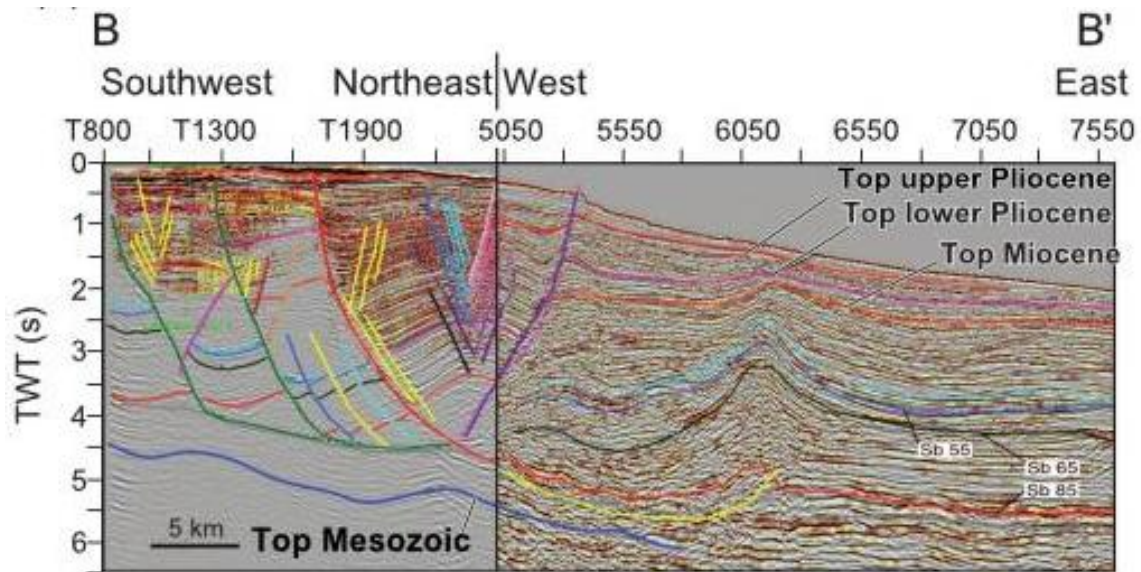 B B'
Southwest Northeast West East
T800 T1300 T1900 5050 5550 6050 6550 7050 7550
0
Top upper Pliocene
1
Top lower Pliocene
Top Miocene
2
TWT (s)
3
4
Sb 55
Sb 65
5
Sb 85
5 km
Top Mesozoic
6